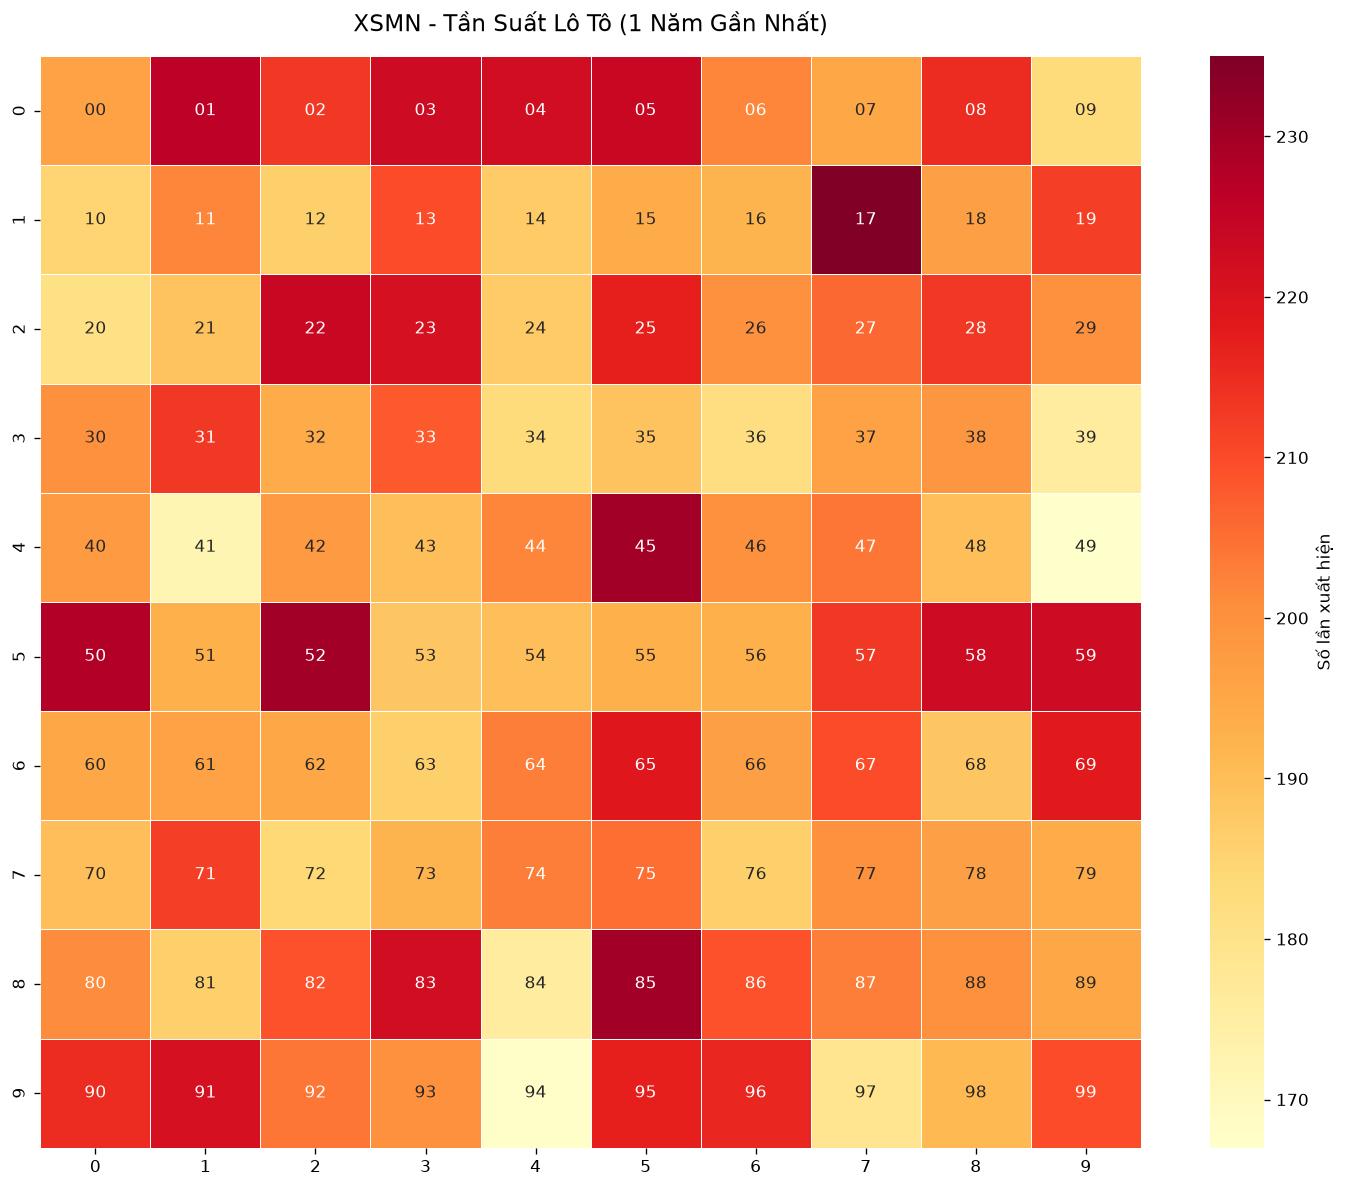 XSMN - Tần Suất Lô Tô (1 Năm Gần Nhất)
0 00 01 02 03 04 05 06 07 08 09
1 10 11 12 13 14 15 16 17 18 19
2 20 21 22 23 24 25 26 27 28 29
3 30 31 32 33 34 35 36 37 38 39
4 40 41 42 43 44 45 46 47 48 49
5 50 51 52 53 54 55 56 57 58 59
6 60 61 62 63 64 65 66 67 68 69
7 70 71 72 73 74 75 76 77 78 79
8 80 81 82 83 84 85 86 87 88 89
9 90 91 92 93 94 95 96 97 98 99
0 1 2 3 4 5 6 7 8 9
230
220
210
200
190
180
170
Số lần xuất hiện